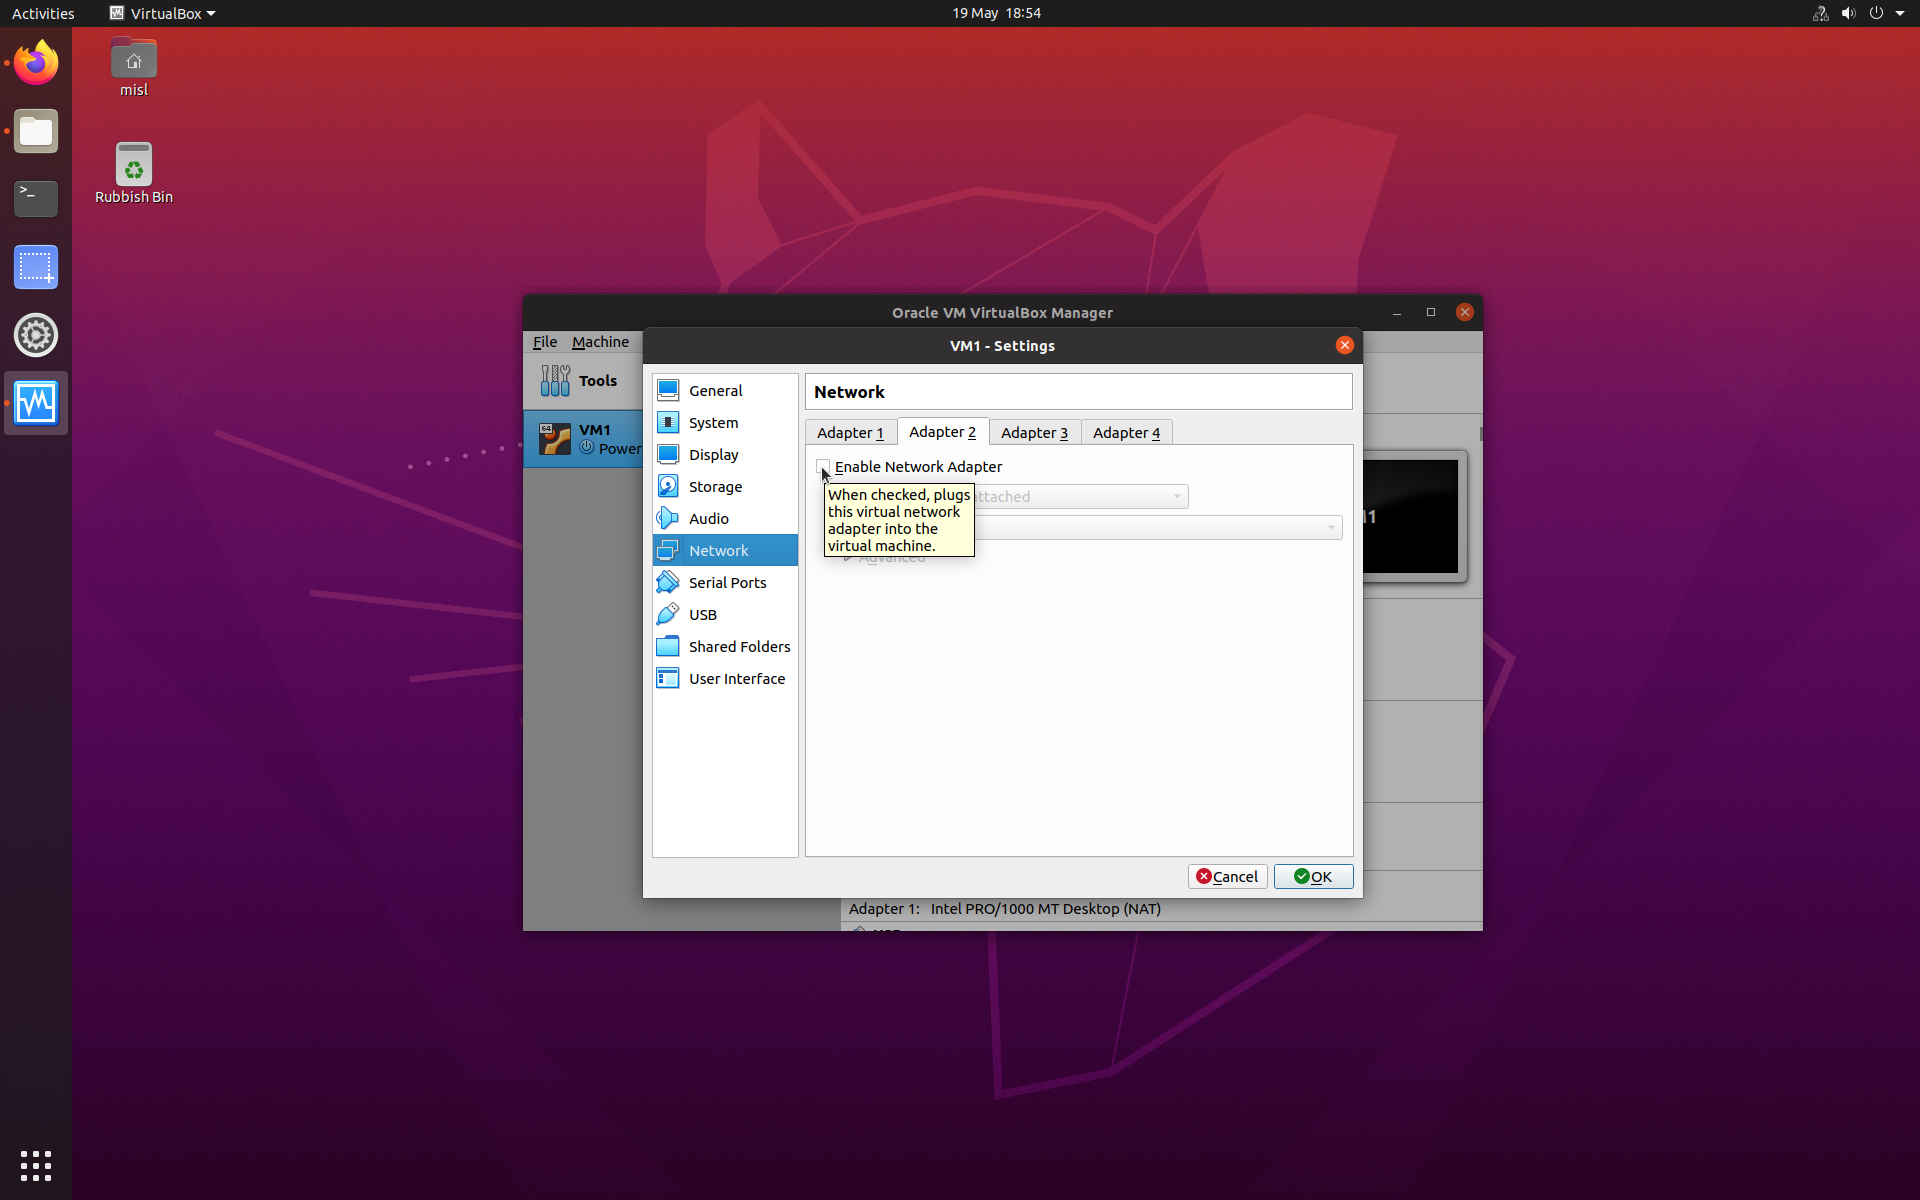 Activities
VirtualBox
19 May 18:54
misl
Rubbish Bin
Oracle VM VirtualBox Manager
File Machine
Tools
64
VM1
Power
VM1 - Settings
General
System
Display
Storage
Audio
Network
Serial Ports
USB
Shared Folders
User Interface
Network
Adapter 1
Adapter 2
Adapter 3
Adapter 4
Enable Network Adapter
When checked, plugs
this virtual network
adapter into the
virtual machine.
ttached
Advanced
Cancel
OK
Adapter 1: Intel PRO/1000 MT Desktop (NAT)